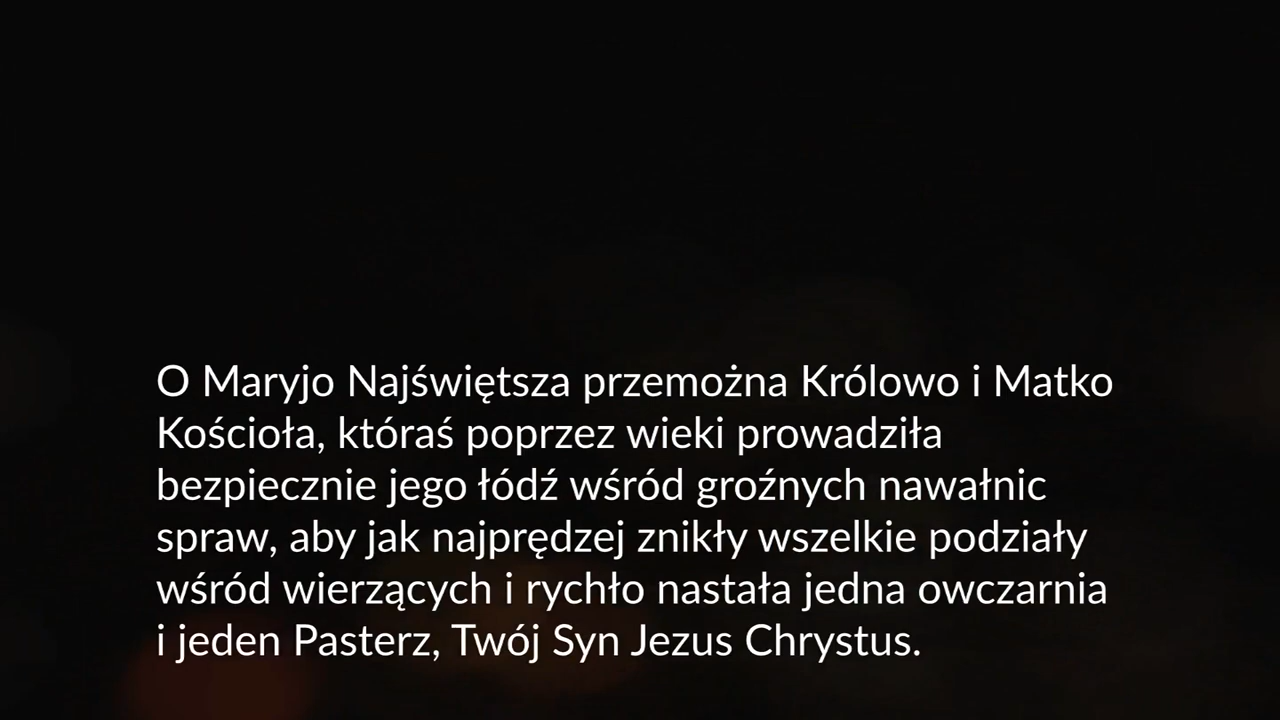 O Maryjo Najświętsza przemożna Królowo i Matko
Kościoła, któraś poprzez wieki prowadziła
bezpiecznie jego łódź wśród groźnych nawałnic
spraw, aby jak najprędzej znikły wszelkie podziały
wśród wierzących i rychło nastała jedna owczarnia
i jeden Pasterz, Twój Syn Jezus Chrystus.